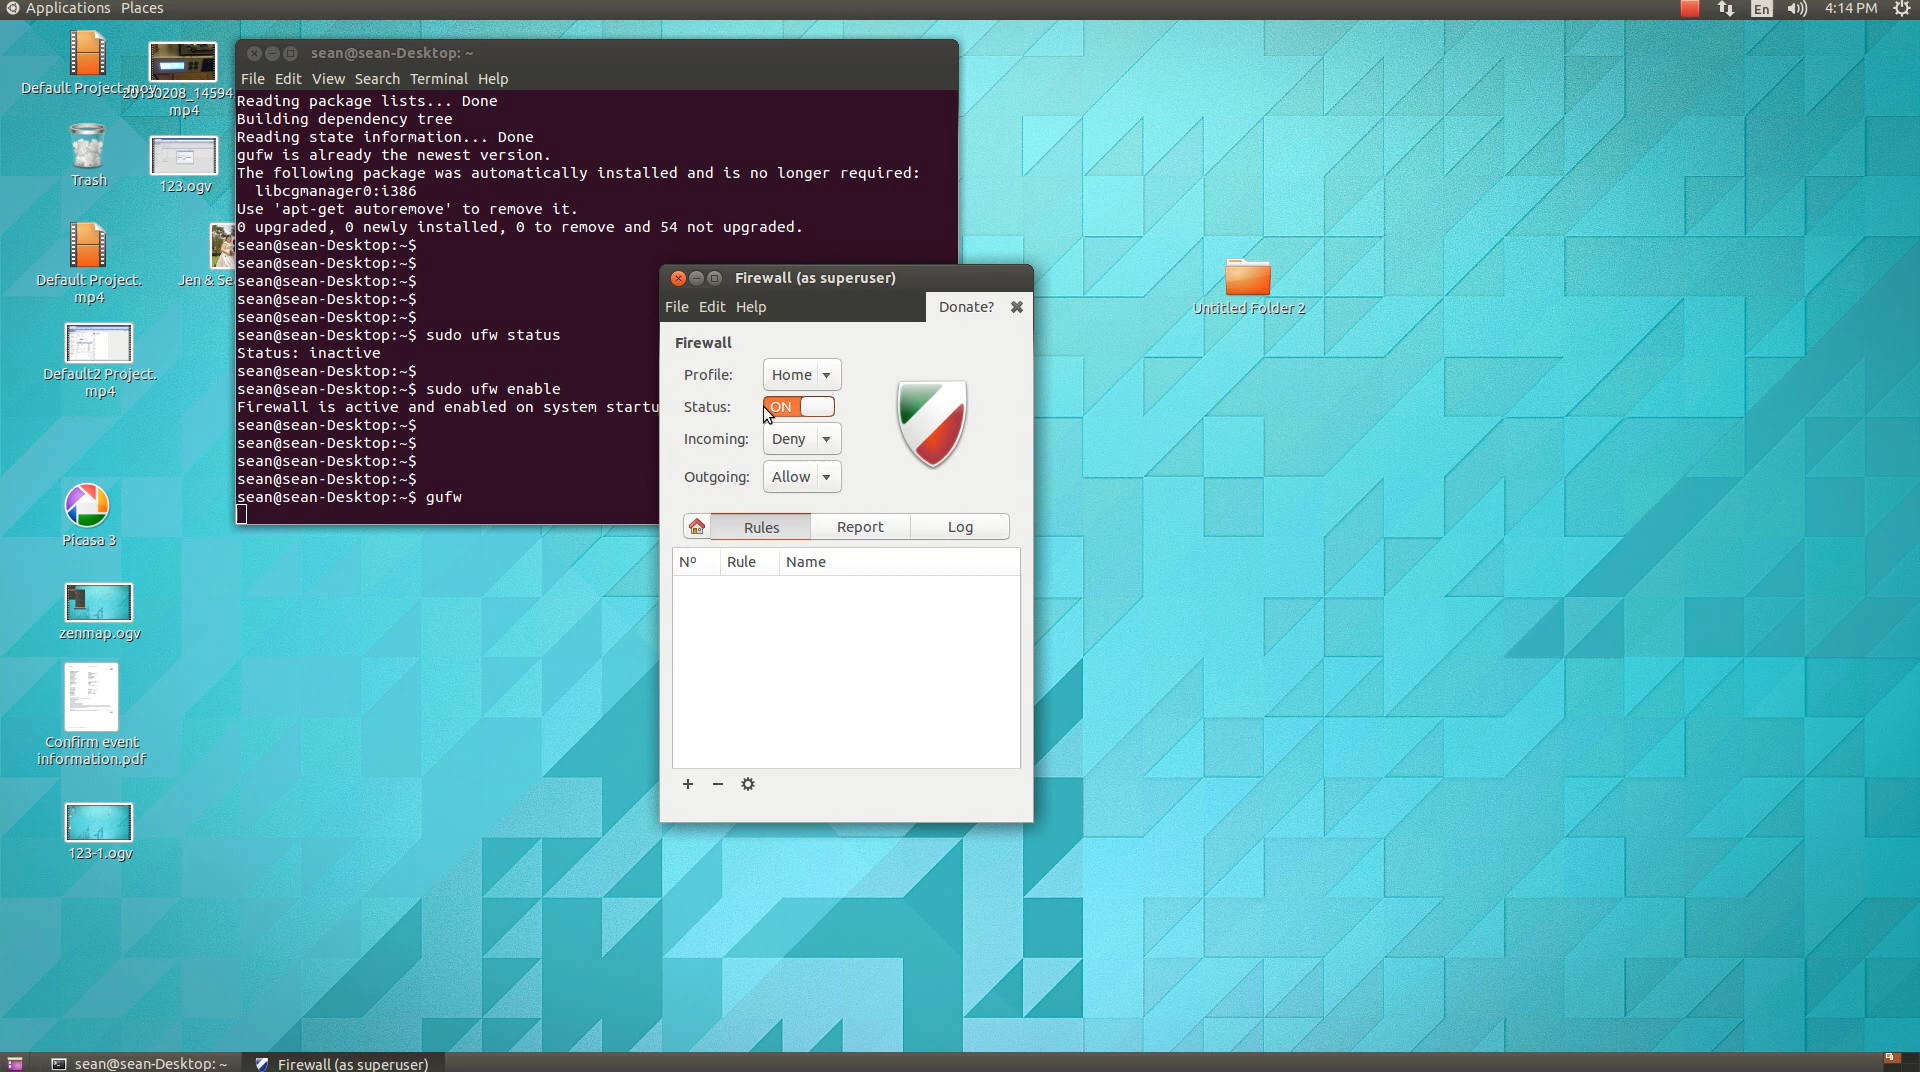 Applications Places
En 4:14 PM
Default Project.mov
20130208_14594
mp4
Trash
123.ogv
Default Project.
mp4
Jen & Se
Default2 Project.
mp4
Picasa 3
zenmap.ogv
Confirm event
information.pdf
123-1.ogv
Untitled Folder 2
sean@sean-Desktop: ~
File Edit View Search Terminal Help
Reading package lists... Done
Building dependency tree
Reading state information... Done
gufw is already the newest version.
The following package was automatically installed and is no longer required:
libcgmanager0:i386
Use 'apt-get autoremove' to remove it.
0 upgraded, 0 newly installed, 0 to remove and 54 not upgraded.
sean@sean-Desktop:~$
sean@sean-Desktop:~$
sean@sean-Desktop:~$
sean@sean-Desktop:~$
sean@sean-Desktop:~$
sean@sean-Desktop:~$ sudo ufw status
Status: inactive
sean@sean-Desktop:~$
sean@sean-Desktop:~$ sudo ufw enable
Firewall is active and enabled on system startu
sean@sean-Desktop:~$
sean@sean-Desktop:~$
sean@sean-Desktop:~$
sean@sean-Desktop:~$
sean@sean-Desktop:~$ gufw
Firewall (as superuser)
File Edit Help Donate?
Firewall
Profile: Home
Status: ON
Incoming: Deny
Outgoing: Allow
Rules Report Log
Nº Rule Name
sean@sean-Desktop: ~ Firewall (as superuser)